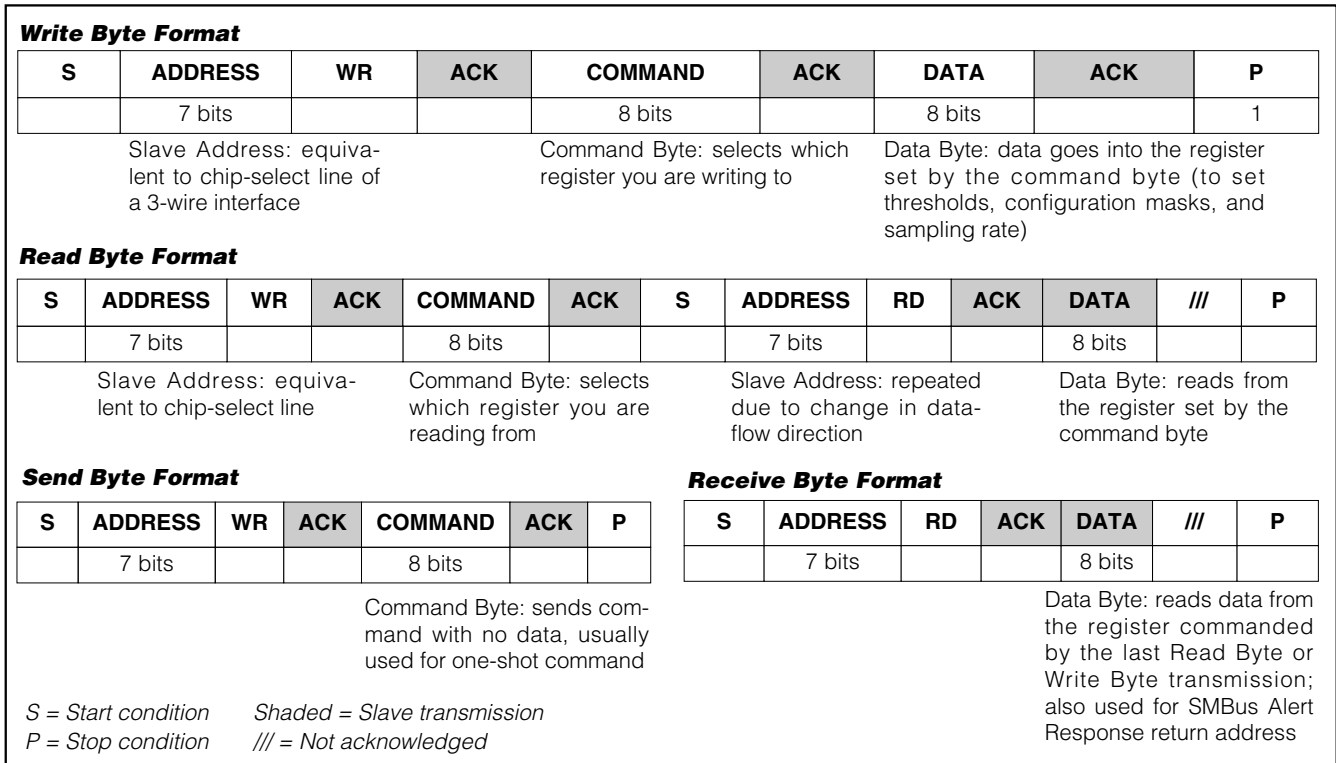 Write Byte Format
S ADDRESS WR ACK COMMAND ACK DATA ACK P
7 bits 8 bits 8 bits 1
Slave Address: equiva-
lent to chip-select line of
a 3-wire interface
Command Byte: selects which
register you are writing to
Data Byte: data goes into the register
set by the command byte (to set
thresholds, configuration masks, and
sampling rate)
Read Byte Format
S ADDRESS WR ACK COMMAND ACK S ADDRESS RD ACK DATA /// P
7 bits 8 bits 7 bits 8 bits
Slave Address: equiva-
lent to chip-select line
Command Byte: selects
which register you are
reading from
Slave Address: repeated
due to change in data-
flow direction
Data Byte: reads from
the register set by the
command byte
Send Byte Format
S ADDRESS WR ACK COMMAND ACK P
7 bits 8 bits
Command Byte: sends com-
mand with no data, usually
used for one-shot command
Receive Byte Format
S ADDRESS RD ACK DATA /// P
7 bits 8 bits
Data Byte: reads data from
the register commanded
by the last Read Byte or
Write Byte transmission;
also used for SMBus Alert
Response return address
S = Start condition Shaded = Slave transmission
P = Stop condition /// = Not acknowledged